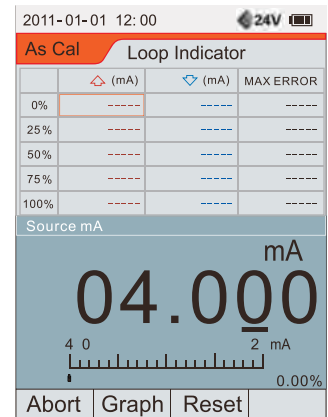 2011-01-01 12:00 24V
As Cal Loop Indicator
(mA) (mA) MAX ERROR
0% ----- ----- -----
25% ----- ----- -----
50% ----- ----- -----
75% ----- ----- -----
100% ----- ----- -----
Source mA
mA
04.000
4 0 2 mA
0.00%
Abort Graph Reset